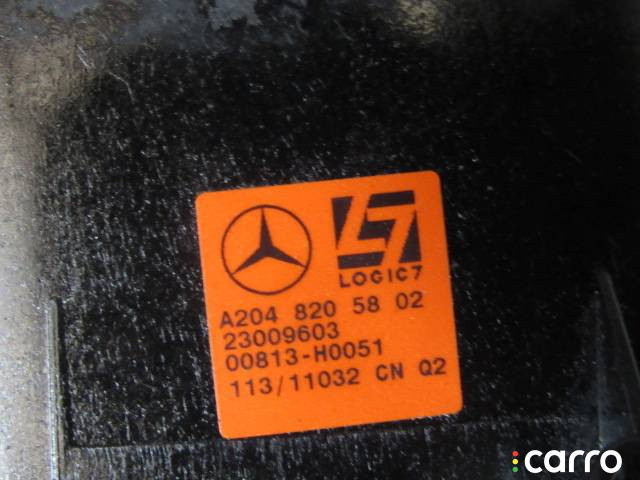 LOGIC7
A204 820 58 02
23009603
00813-H0051
113/11032 CN Q2
carro